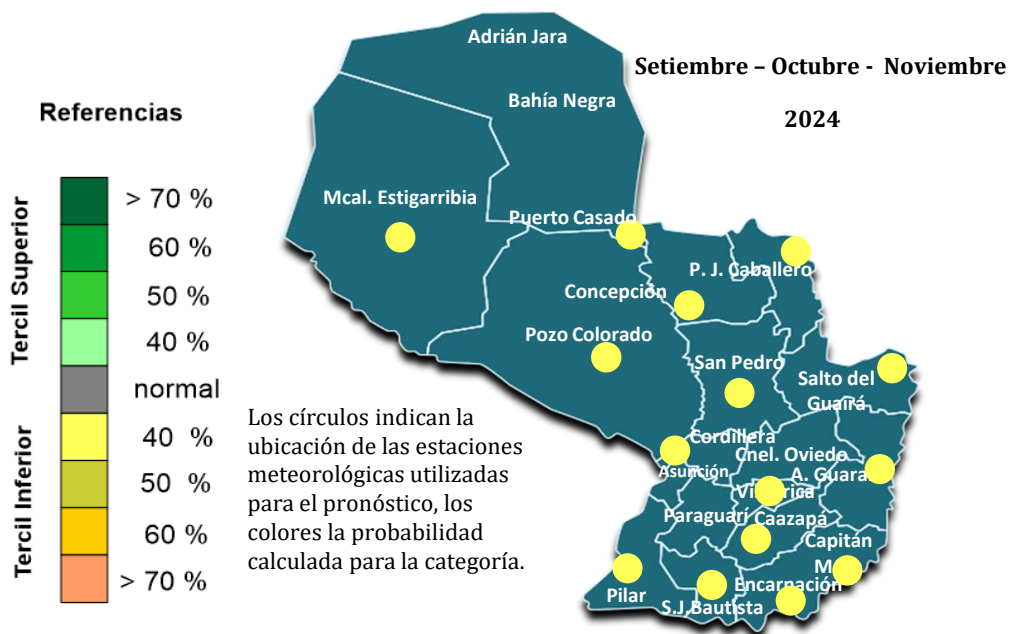 Setiembre – Octubre - Noviembre
2024
Referencias
Tercil Superior
> 70 %
60 %
50 %
40 %
normal
Tercil Inferior
40 %
50 %
60 %
> 70 %
Los círculos indican la
ubicación de las estaciones
meteorológicas utilizadas
para el pronóstico, los
colores la probabilidad
calculada para la categoría.
Adrián Jara
Bahía Negra
Mcal. Estigarribia
Puerto Casado
P. J. Caballero
Concepción
Pozo Colorado
San Pedro
Salto del
Guairá
Cordillera
Cnel. Oviedo
Asunción
A.
Paraguarí
Caazapá
Capitán
Encarnación
Pilar
S.J.Bautista